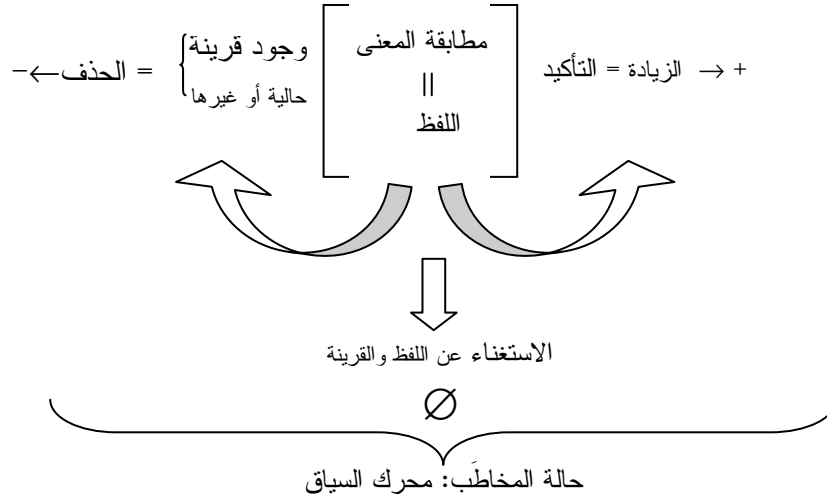 مطابقة المعنى
=
اللفظ
+ → الزيادة = التأكيد
وجود قرينة
حالية أو غيرها
= الحذف ←−
الاستغناء عن اللفظ والقرينة
∅
حالة المخاطَب: محرك السياق